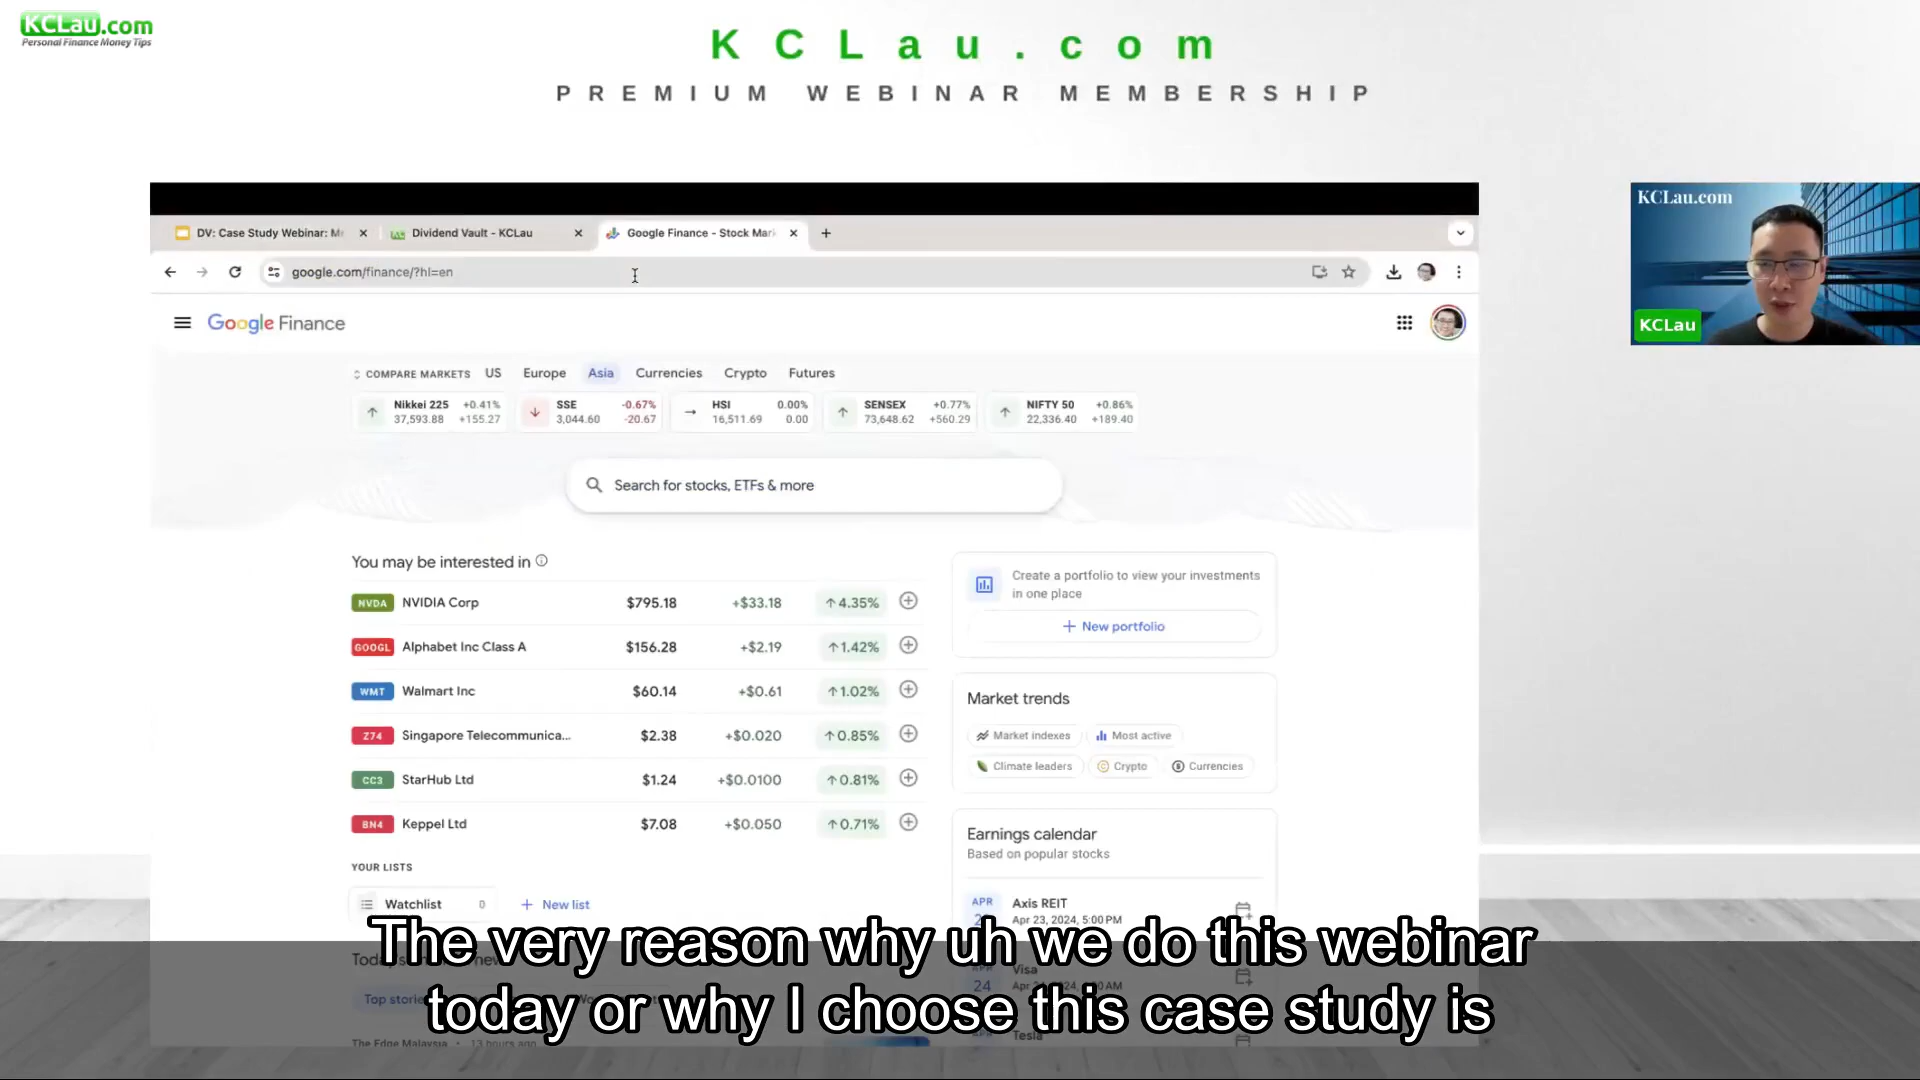 KCLau.com
Personal Finance Money Tips
KCLau.com
PREMIUM WEBINAR MEMBERSHIP
DV: Case Study Webinar:
Dividend Vault - KCLau
Google Finance - Stock
google.com/finance/?hl=en
Google Finance
KCLau.com
KCLau
COMPARE MARKETS US Europe Asia Currencies Crypto Futures
Nikkei 225 +0.41%
37,593.88 +155.27
SSE -0.67%
3,044.60 -20.67
HSI 0.00%
16,511.69 0.00
SENSEX +0.77%
73,648.62 +560.29
NIFTY 50 +0.86%
22,336.40 +189.40
Search for stocks, ETFs & more
You may be interested in
NVDA NVIDIA Corp $795.18 +$33.18 4.35%
GOOGL Alphabet Inc Class A $156.28 +$2.19 1.42%
WMT Walmart Inc $60.14 +$0.61 1.02%
Z74 Singapore Telecommunica... $2.38 +$0.020 0.85%
CC3 StarHub Ltd $1.24 +$0.0100 0.81%
BN4 Keppel Ltd $7.08 +$0.050 0.71%
YOUR LISTS
Watchlist 0 + New list
Create a portfolio to view your investments
in one place
+ New portfolio
Market trends
Market indexes Most active
Climate leaders Crypto Currencies
Earnings calendar
Based on popular stocks
APR Axis REIT
Apr 23, 2024, 5:00 PM
Visa
24
Tesla
Top
The Edge Malaysia • 13 hours ago
The very reason why uh we do this webinar
today or why I choose this case study is